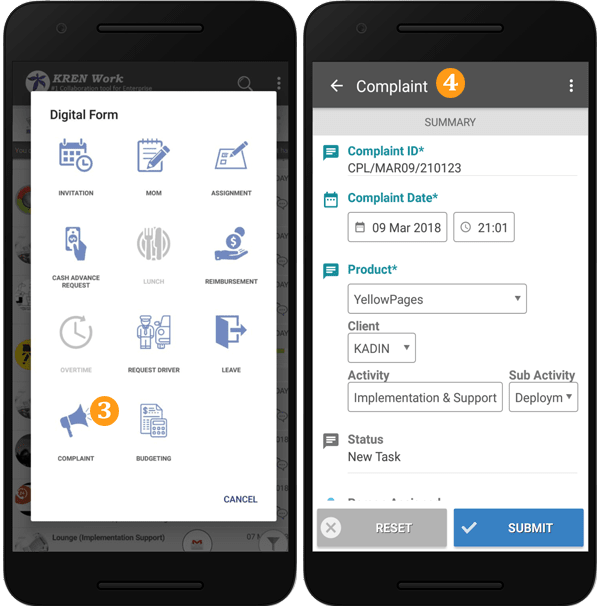 KREN Work
#1 Collaboration tool for Enterprise
Digital Form
INVITATION
MOM
ASSIGNMENT
CASH ADVANCE
REQUEST
LUNCH
REIMBURSEMENT
OVERTIME
REQUEST DRIVER
LEAVE
3
COMPLAINT
BUDGETING
CANCEL
Lounge (Implementation Support)
Complaint
4
SUMMARY
Complaint ID*
CPL/MAR09/210123
Complaint Date*
09 Mar 2018
21:01
Product*
YellowPages
Client
KADIN
Activity
Sub Activity
Implementation & Support
Deploym
Status
New Task
RESET
SUBMIT